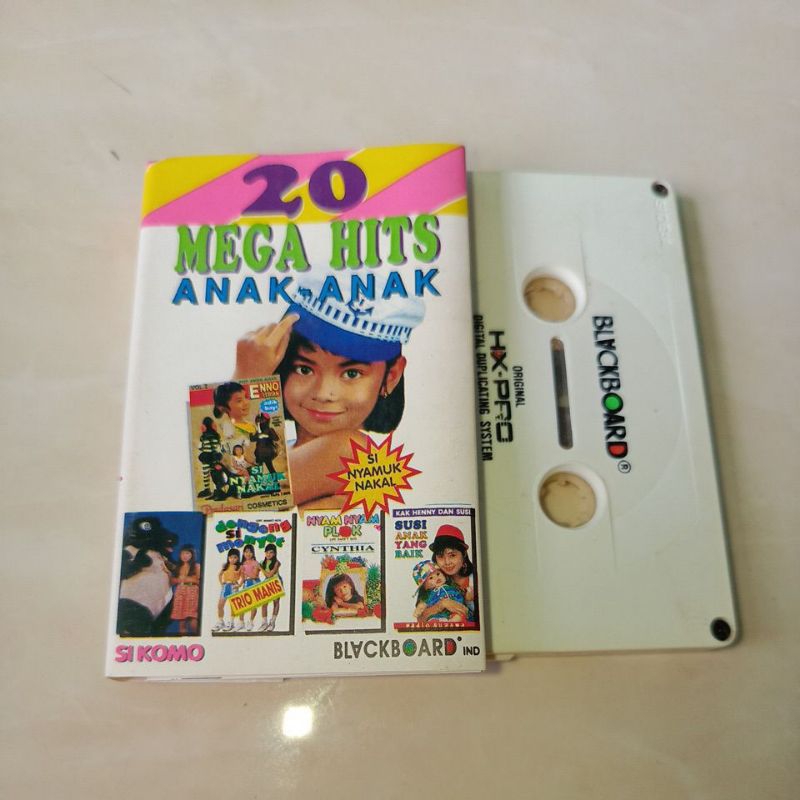 20
MEGA HITS
ANAK ANAK
VOL. 2
ENNO
LERIAN
SI
NYAMUK
NAKAL
COSMETICS
SI
NYAMUK
NAKAL
dongeng
si
monyet
TRIO MANIS
NYAM NYAM
PLOK
CYNTHIA
KAK HENNY DAN SUSI
SUSI
ANAK
YANG
BAIK
SI KOMO
BLACKBOARD IND
BLACKBOARD®
ORIGINAL
HX-PRO
DIGITAL DUPLICATING SYSTEM